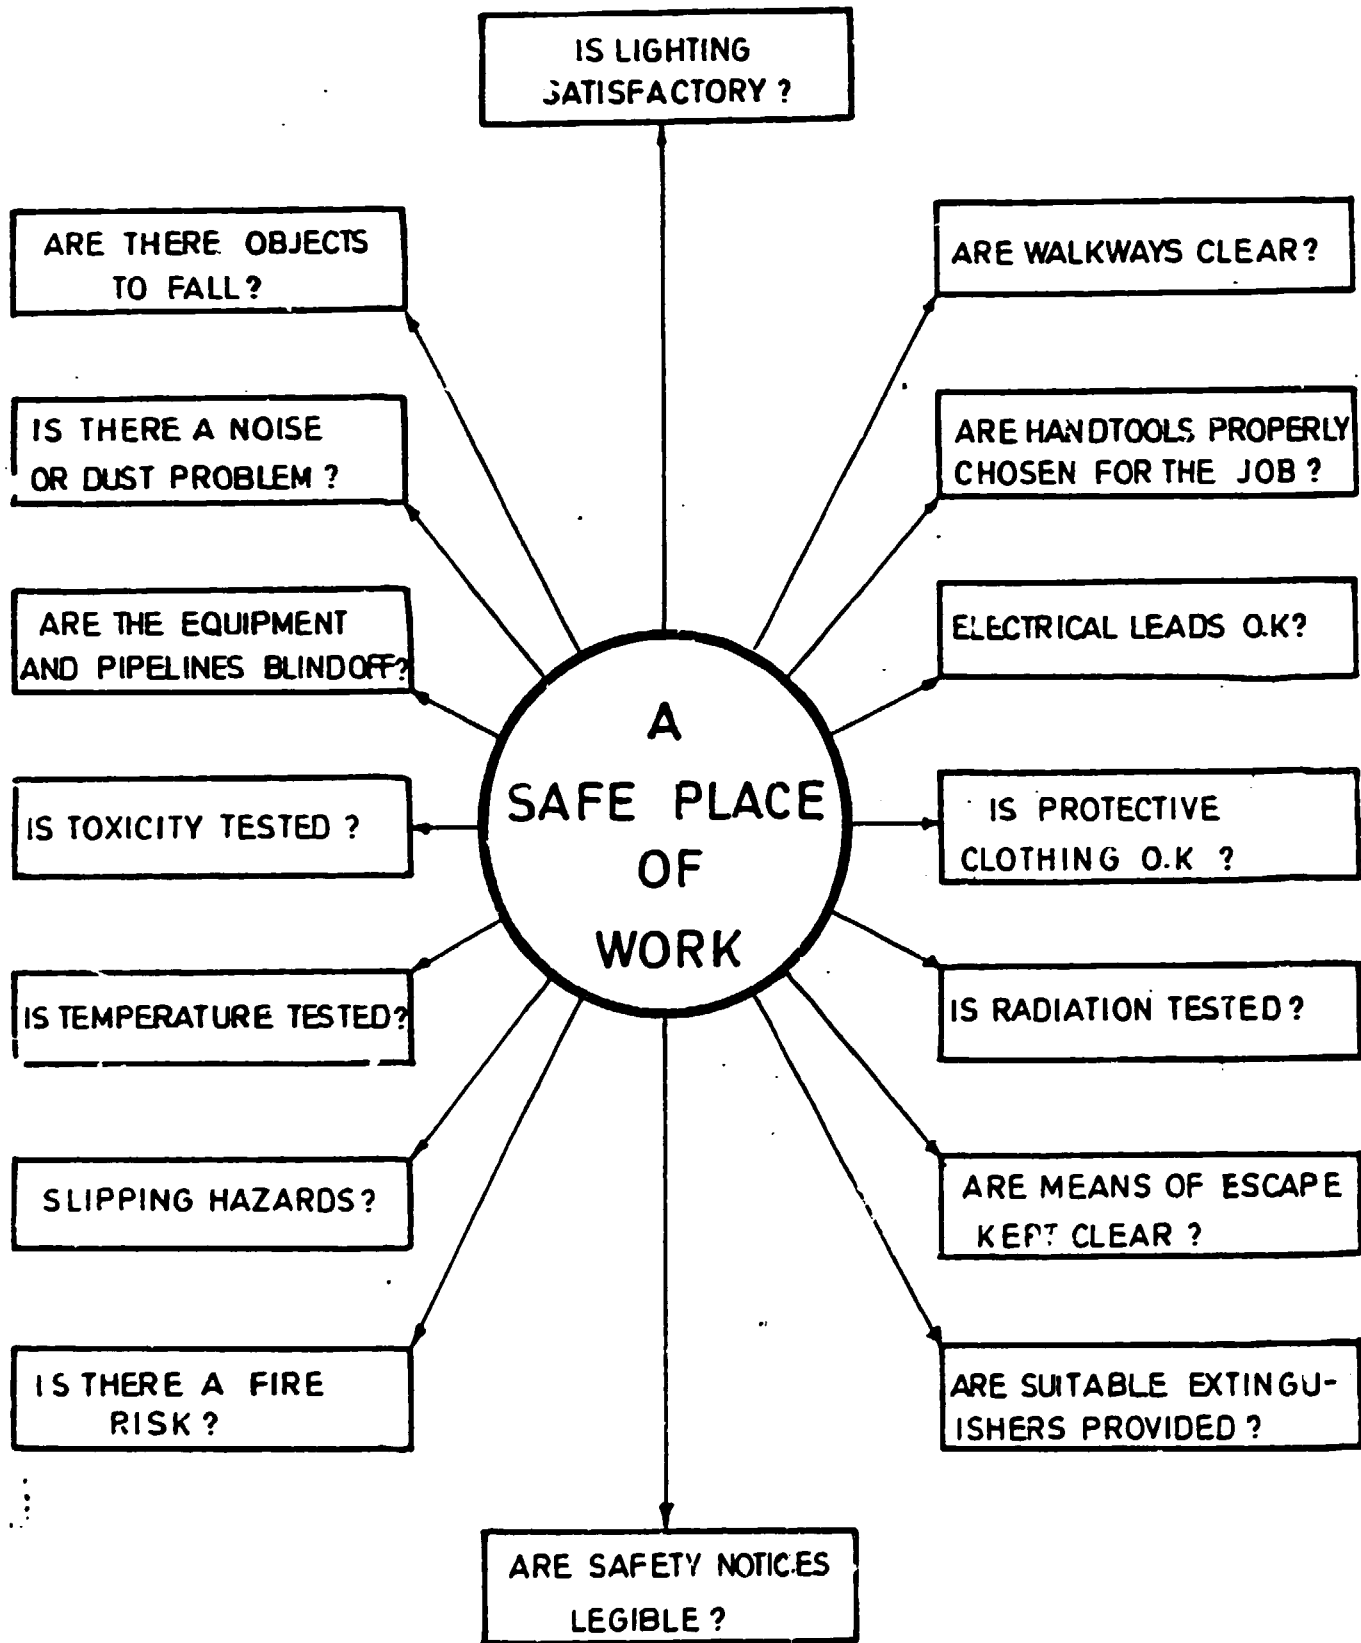 IS LIGHTING
SATISFACTORY ?
ARE THERE OBJECTS
TO FALL?
ARE WALKWAYS CLEAR?
IS THERE A NOISE
OR DUST PROBLEM ?
ARE HANDTOOLS PROPERLY
CHOSEN FOR THE JOB ?
ARE THE EQUIPMENT
AND PIPELINES BLINDOFF?
ELECTRICAL LEADS O.K?
A
SAFE PLACE
OF
WORK
IS TOXICITY TESTED ?
IS PROTECTIVE
CLOTHING O.K ?
IS TEMPERATURE TESTED?
IS RADIATION TESTED ?
SLIPPING HAZARDS?
ARE MEANS OF ESCAPE
KEPT CLEAR ?
IS THERE A FIRE
RISK ?
ARE SUITABLE EXTINGU-
ISHERS PROVIDED ?
ARE SAFETY NOTICES
LEGIBLE ?